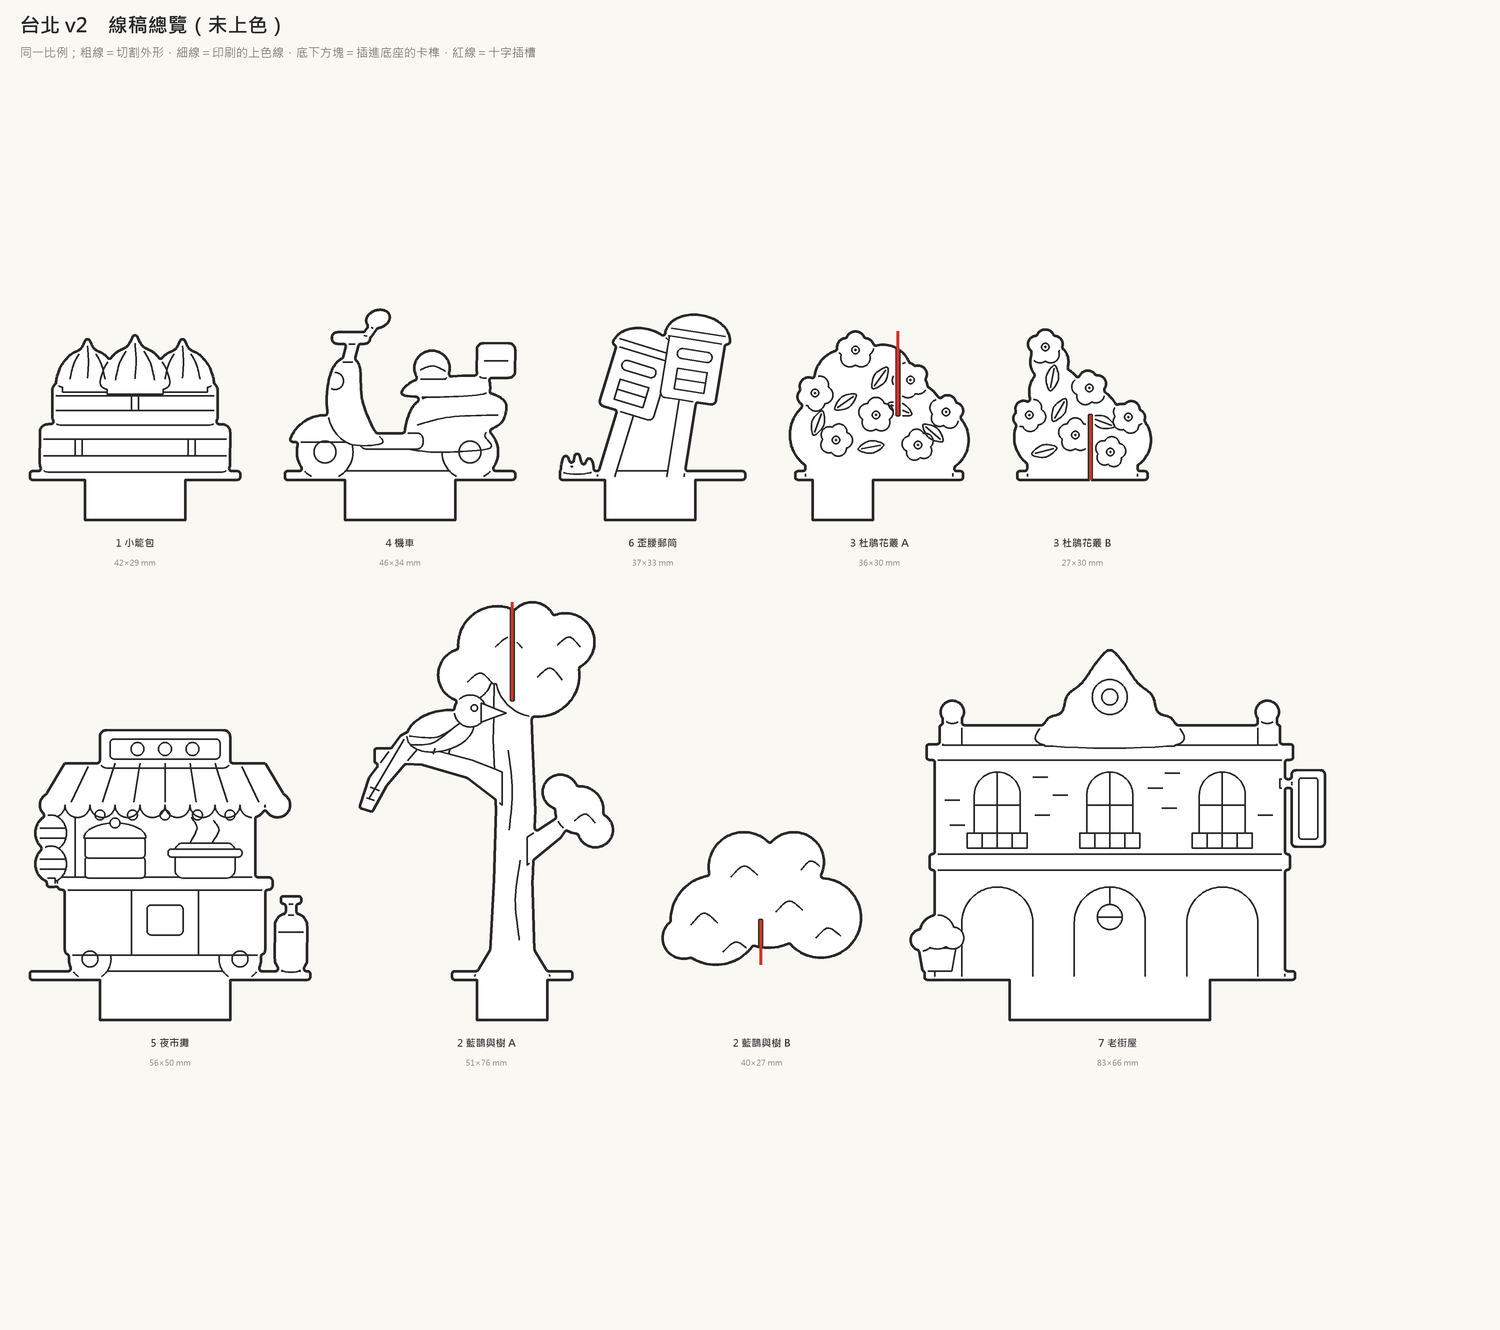 台北 v2　線稿總覽（未上色）
同一比例；粗線＝切割外形 · 細線＝印刷的上色線 · 底下方塊＝插進底座的卡榫 · 紅線＝十字插槽
1 小籠包
42×29 mm
4 機車
46×34 mm
6 歪腰郵筒
37×33 mm
3 杜鵑花叢 A
36×30 mm
3 杜鵑花叢 B
27×30 mm
5 夜市攤
56×50 mm
2 藍鵲與樹 A
51×76 mm
2 藍鵲與樹 B
40×27 mm
7 老街屋
83×66 mm